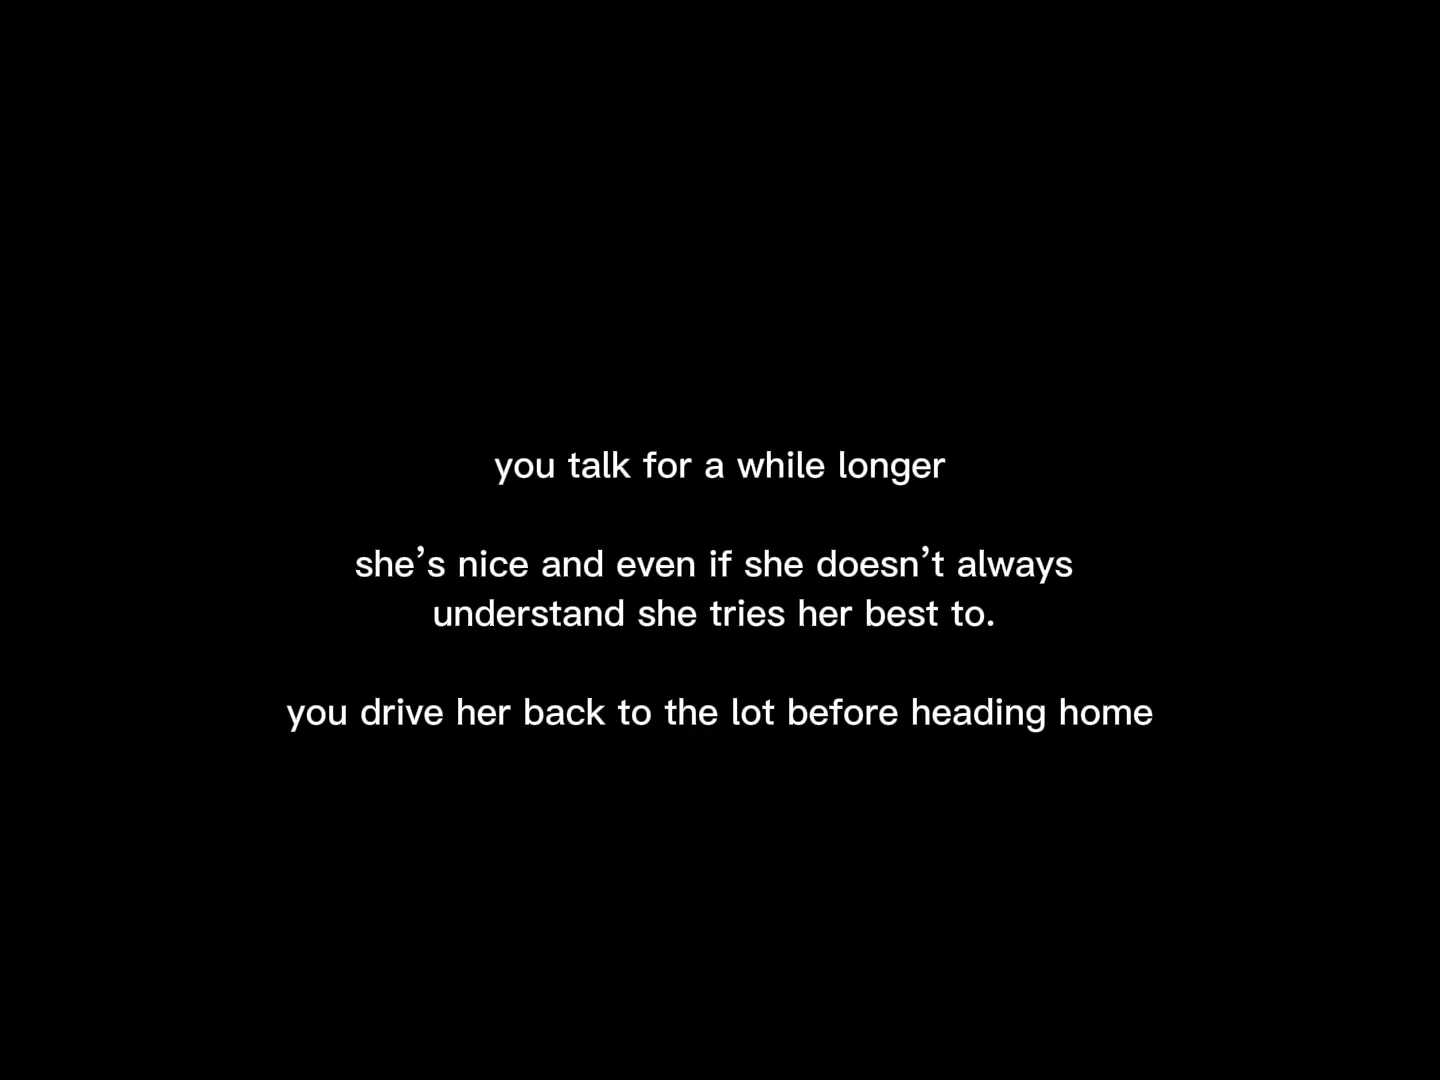 you talk for a while longer
she’s nice and even if she doesn’t always
understand she tries her best to.
you drive her back to the lot before heading home